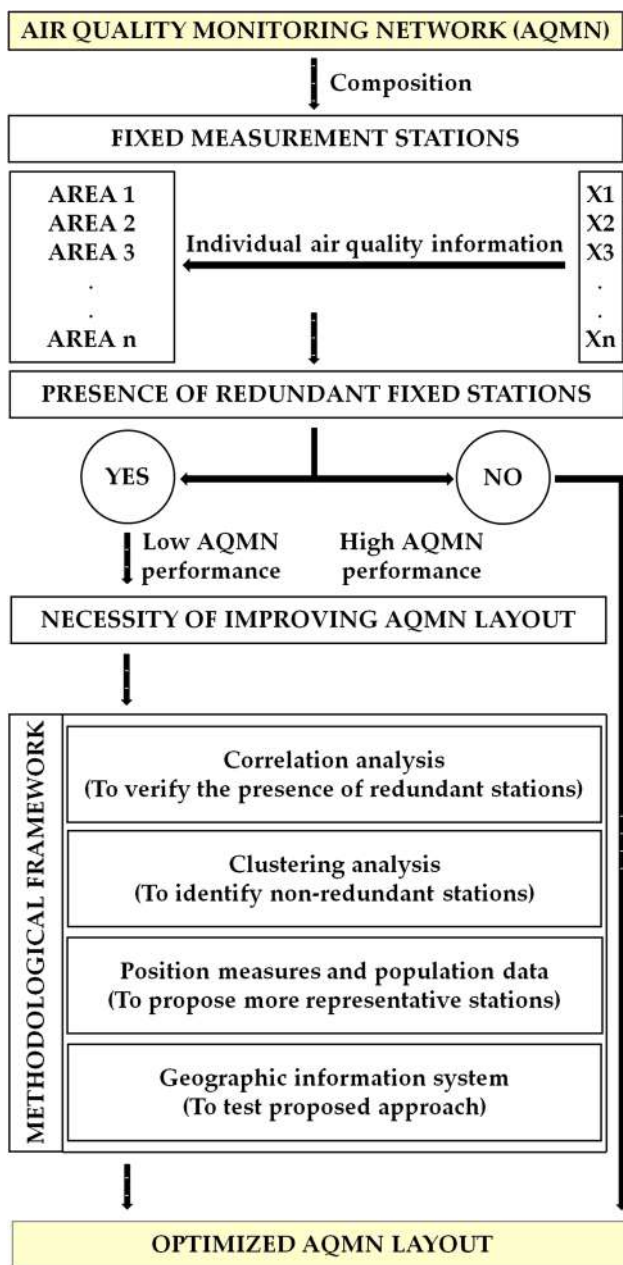 AIR QUALITY MONITORING NETWORK (AQMN)
Composition
FIXED MEASUREMENT STATIONS
AREA 1
AREA 2
AREA 3
.
.
AREA n
Individual air quality information
X1
X2
X3
.
.
Xn
PRESENCE OF REDUNDANT FIXED STATIONS
YES
NO
Low AQMN
performance
High AQMN
performance
NECESSITY OF IMPROVING AQMN LAYOUT
METHODOLOGICAL FRAMEWORK
Correlation analysis
(To verify the presence of redundant stations)
Clustering analysis
(To identify non-redundant stations)
Position measures and population data
(To propose more representative stations)
Geographic information system
(To test proposed approach)
OPTIMIZED AQMN LAYOUT